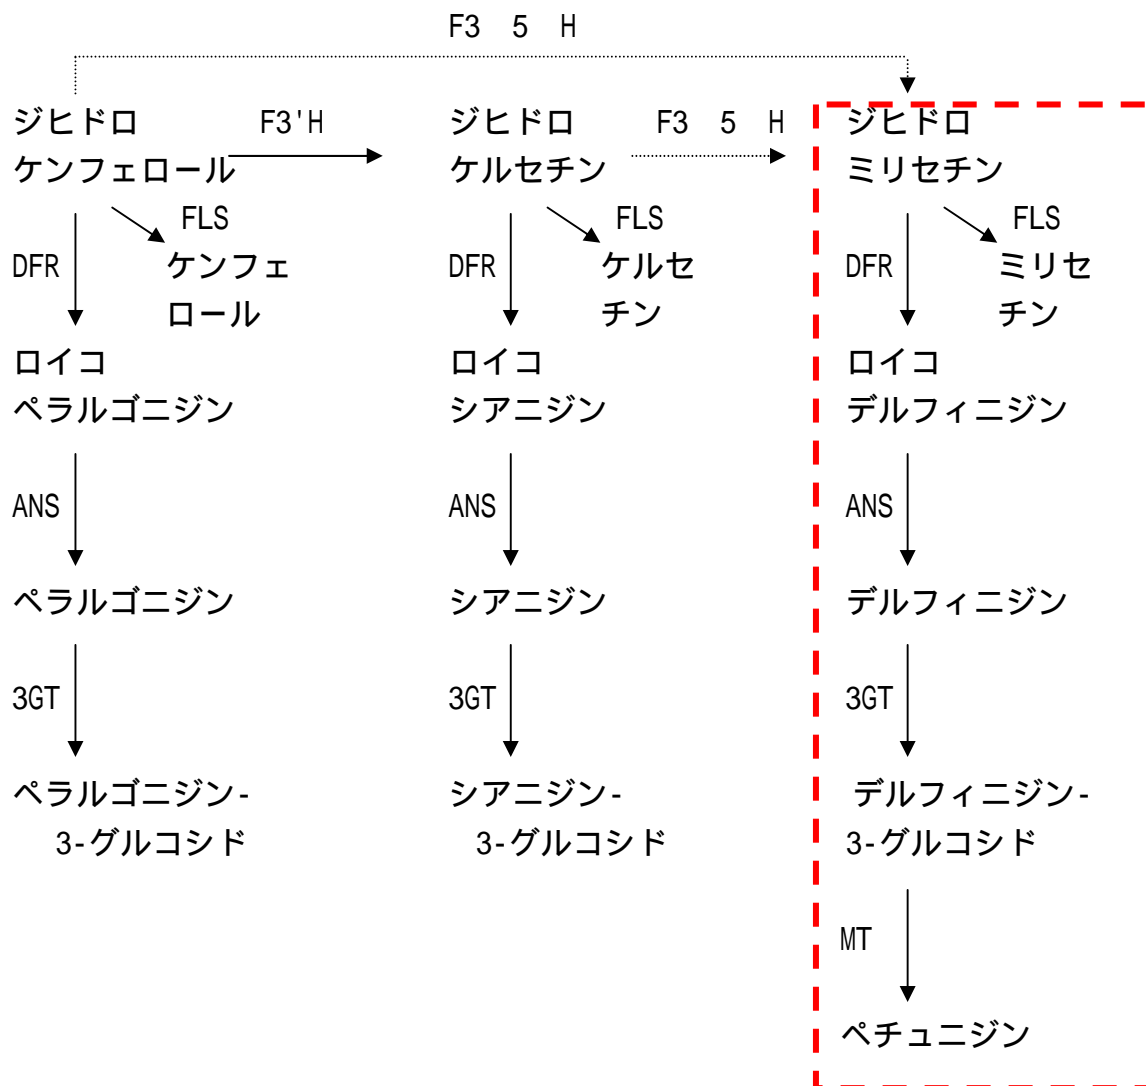 F3 5 H
ジヒドロ F3'H ジヒドロ F3 5 H ジヒドロ
ケンフェロール ケルセチン ミリセチン
FLS FLS FLS
DFR ケンフェ DFR ケルセ DFR ミリセ
ロール チン チン
ロイコ ロイコ ロイコ
ペラルゴニジン シアニジン デルフィニジン
ANS ANS ANS
ペラルゴニジン シアニジン デルフィニジン
3GT 3GT 3GT
ペラルゴニジン- シアニジン- デルフィニジン-
3-グルコシド 3-グルコシド 3-グルコシド
MT
ペチュニジン